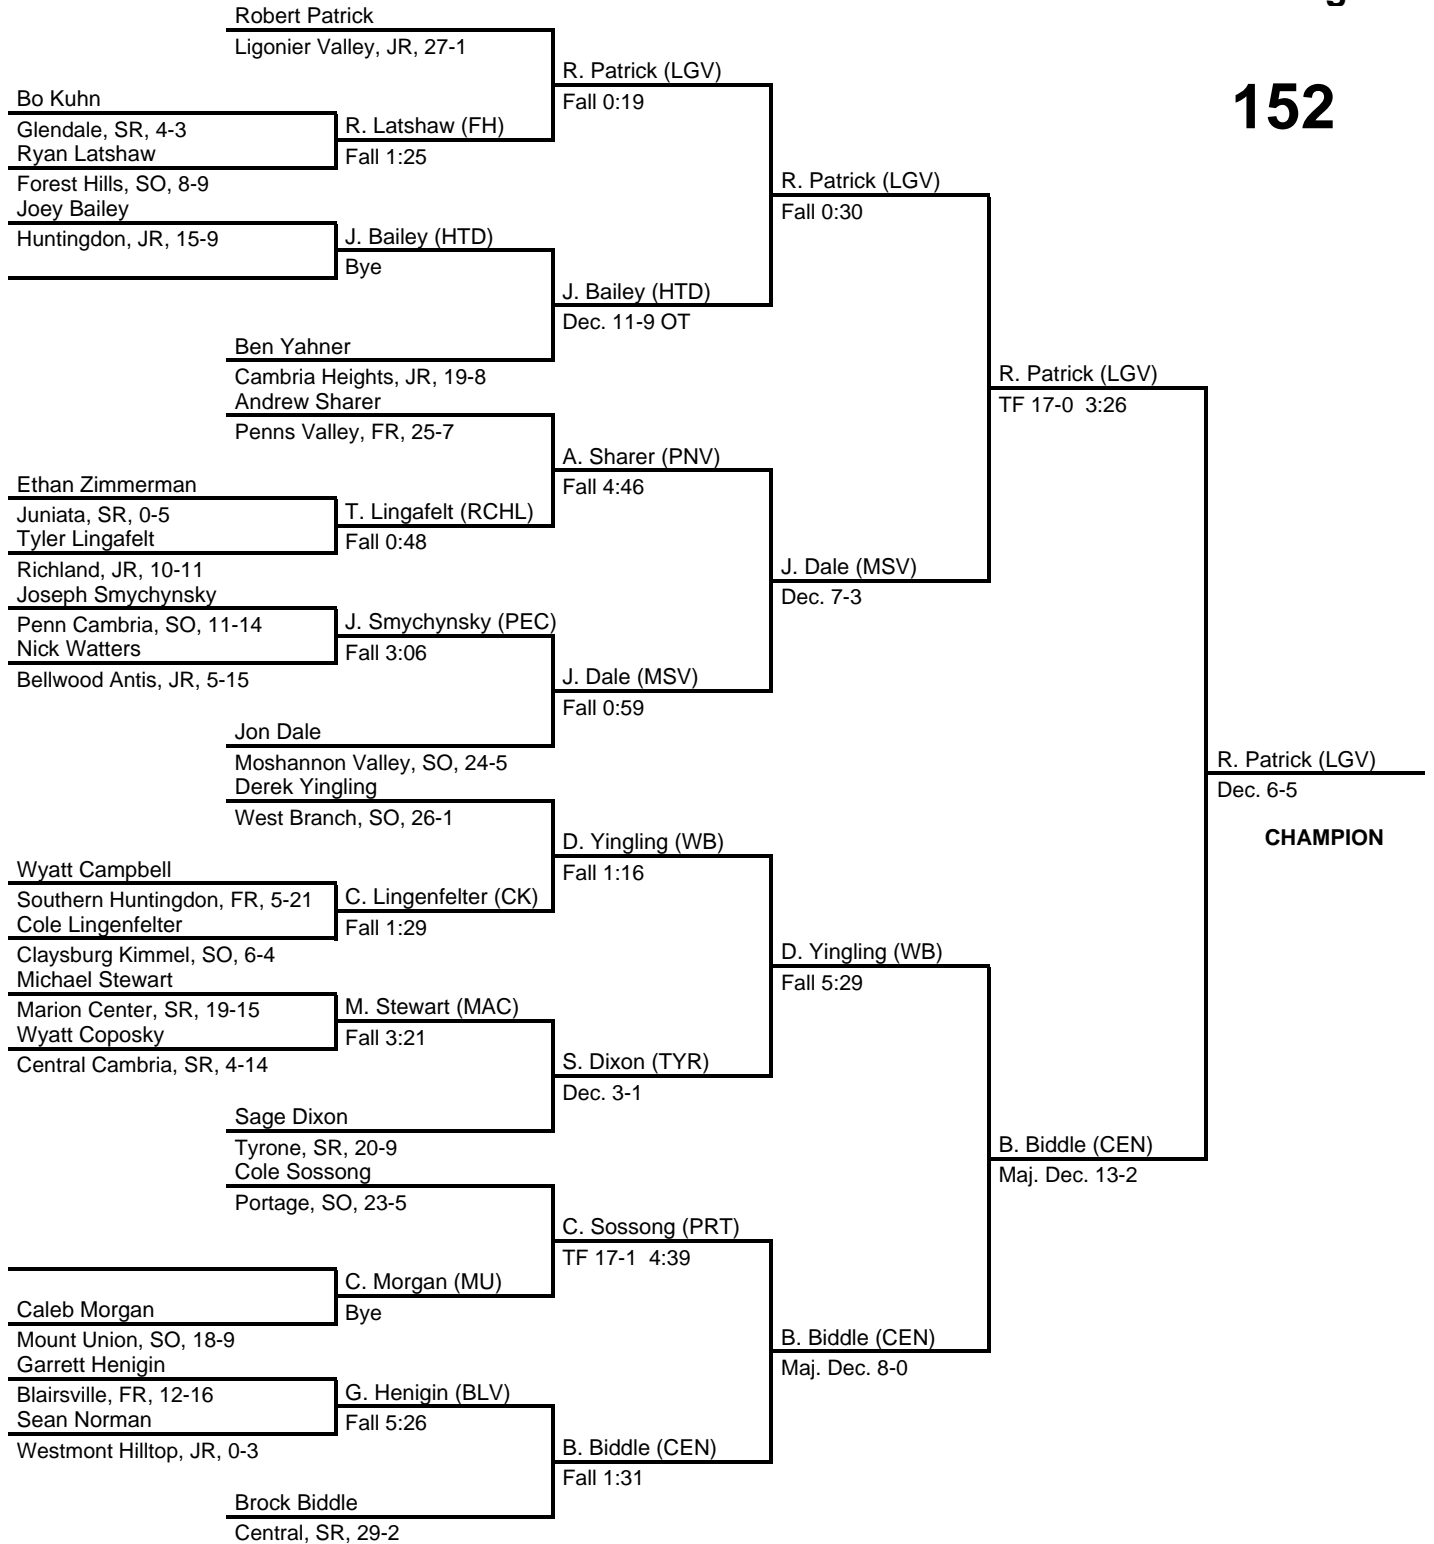 Robert Patrick
Ligonier Valley, JR, 27-1
R. Patrick (LGV)
Fall 0:19
152
Bo Kuhn
Glendale, SR, 4-3
Ryan Latshaw
R. Latshaw (FH)
Fall 1:25
Forest Hills, SO, 8-9
Joey Bailey
R. Patrick (LGV)
Fall 0:30
Huntingdon, JR, 15-9
J. Bailey (HTD)
Bye
J. Bailey (HTD)
Dec. 11-9 OT
Ben Yahner
Cambria Heights, JR, 19-8
Andrew Sharer
Penns Valley, FR, 25-7
R. Patrick (LGV)
TF 17-0 3:26
A. Sharer (PNV)
Fall 4:46
Ethan Zimmerman
Juniata, SR, 0-5
Tyler Lingafelt
T. Lingafelt (RCHL)
Fall 0:48
Richland, JR, 10-11
Joseph Smychynsky
J. Dale (MSV)
Dec. 7-3
Penn Cambria, SO, 11-14
Nick Watters
J. Smychynsky (PEC)
Fall 3:06
Bellwood Antis, JR, 5-15
J. Dale (MSV)
Fall 0:59
Jon Dale
Moshannon Valley, SO, 24-5
Derek Yingling
West Branch, SO, 26-1
R. Patrick (LGV)
Dec. 6-5
CHAMPION
D. Yingling (WB)
Fall 1:16
Wyatt Campbell
Southern Huntingdon, FR, 5-21
Cole Lingenfelter
C. Lingenfelter (CK)
Fall 1:29
Claysburg Kimmel, SO, 6-4
Michael Stewart
D. Yingling (WB)
Fall 5:29
Marion Center, SR, 19-15
Wyatt Coposky
M. Stewart (MAC)
Fall 3:21
Central Cambria, SR, 4-14
S. Dixon (TYR)
Dec. 3-1
Sage Dixon
Tyrone, SR, 20-9
Cole Sossong
Portage, SO, 23-5
B. Biddle (CEN)
Maj. Dec. 13-2
C. Sossong (PRT)
TF 17-1 4:39
C. Morgan (MU)
Bye
Caleb Morgan
Mount Union, SO, 18-9
Garrett Henigin
B. Biddle (CEN)
Maj. Dec. 8-0
Blairsville, FR, 12-16
Sean Norman
G. Henigin (BLV)
Fall 5:26
Westmont Hilltop, JR, 0-3
B. Biddle (CEN)
Fall 1:31
Brock Biddle
Central, SR, 29-2